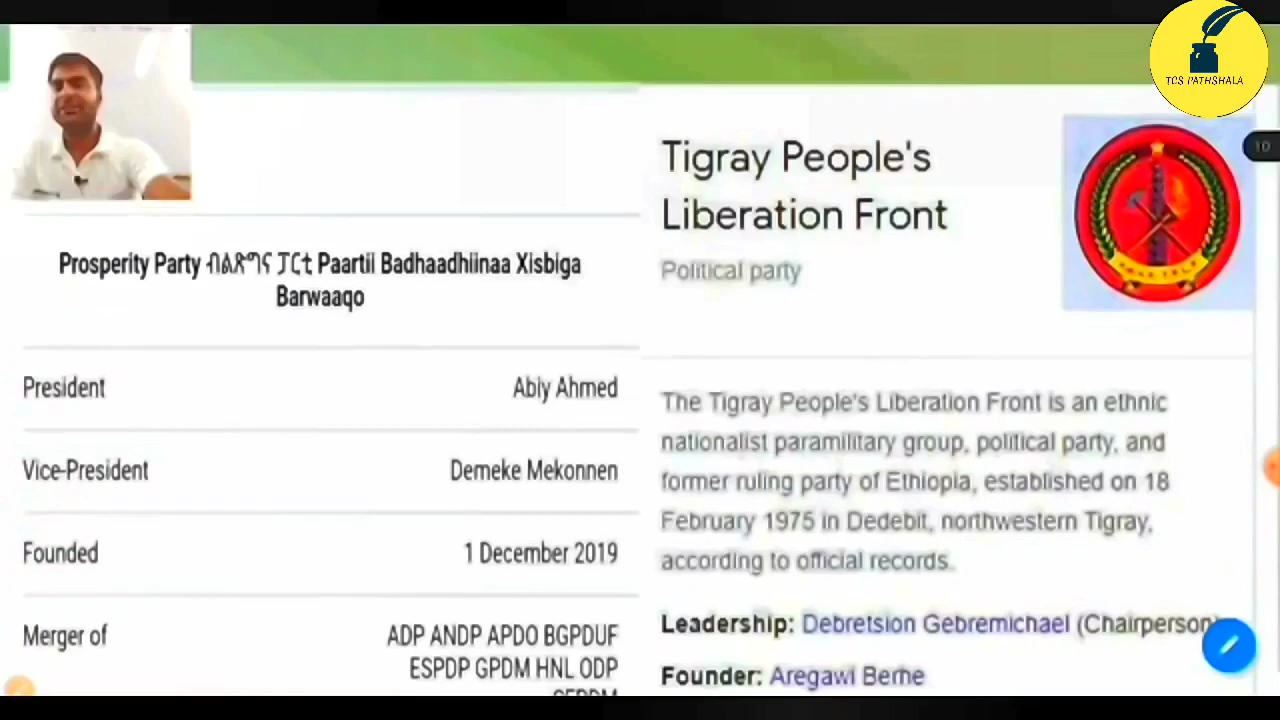 TCS PATHSHALA
10
Prosperity Party ብልጽግና ፓርቲ Paartii Badhaadhiinaa Xisbiga
Barwaaqo
President Abiy Ahmed
Vice-President Demeke Mekonnen
Founded 1 December 2019
Merger of ADP ANDP APDO BGPDUF
ESPDP GPDM HNL ODP
Tigray People's
Liberation Front
Political party
The Tigray People's Liberation Front is an ethnic
nationalist paramilitary group, political party, and
former ruling party of Ethiopia, established on 18
February 1975 in Dedebit, northwestern Tigray,
according to official records.
Leadership: Debretsion Gebremichael (Chairperson)
Founder: Aregawi Berhe